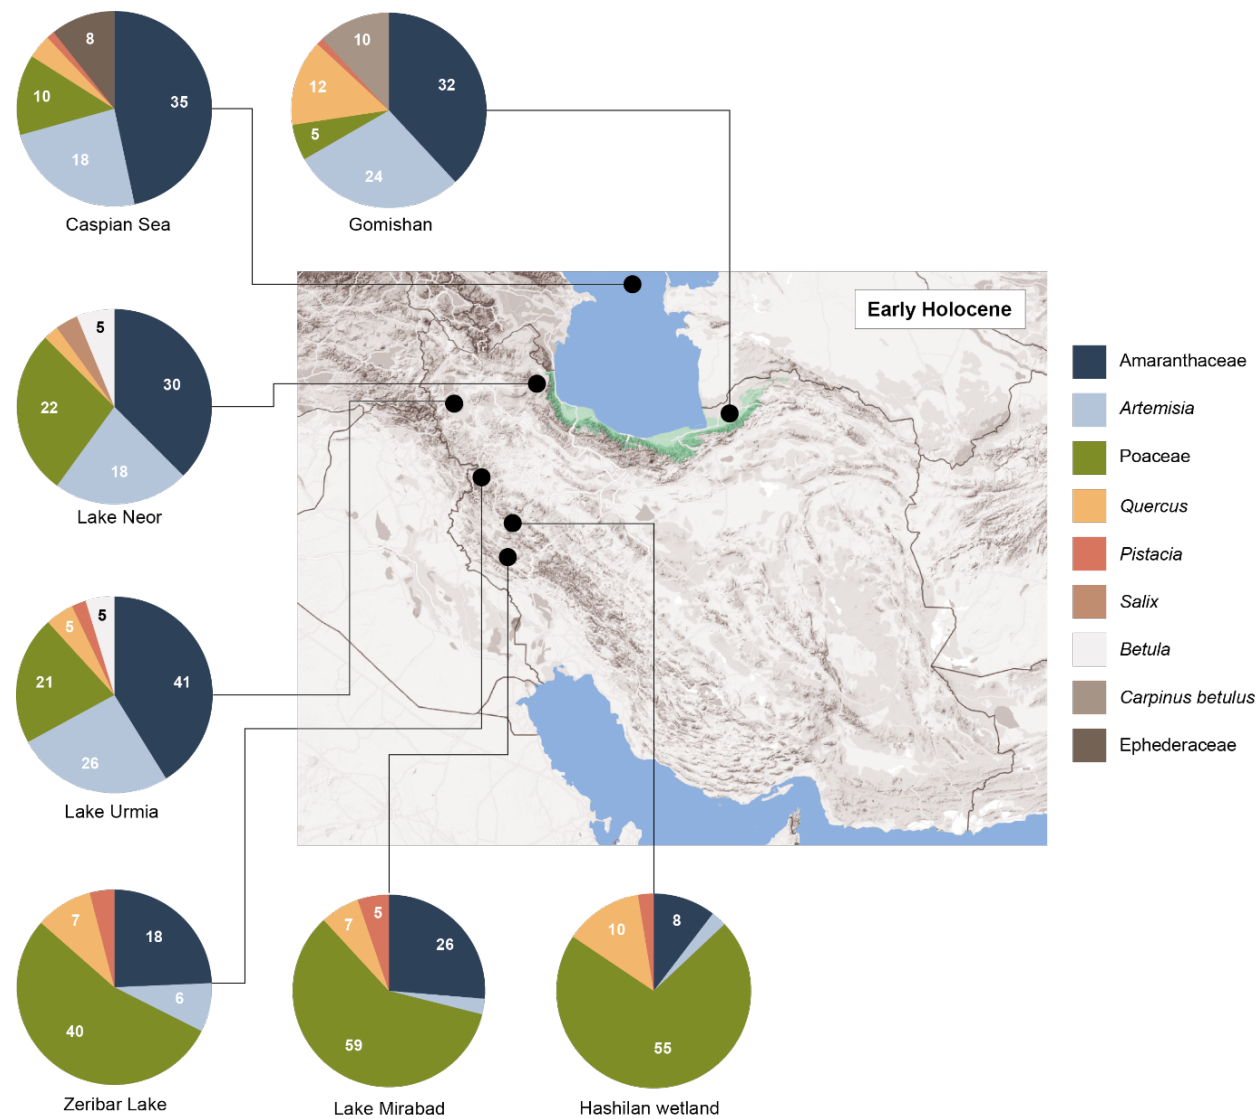 8
35
10
18
Caspian Sea
10
32
12
5
24
Gomishan
Early Holocene
5
30
22
18
Lake Neor
5
5
41
21
26
Lake Urmia
7
18
6
40
Zeribar Lake
7
5
26
59
Lake Mirabad
10
8
55
Hashilan wetland
Amaranthaceae
Artemisia
Poaceae
Quercus
Pistacia
Salix
Betula
Carpinus betulus
Ephederaceae